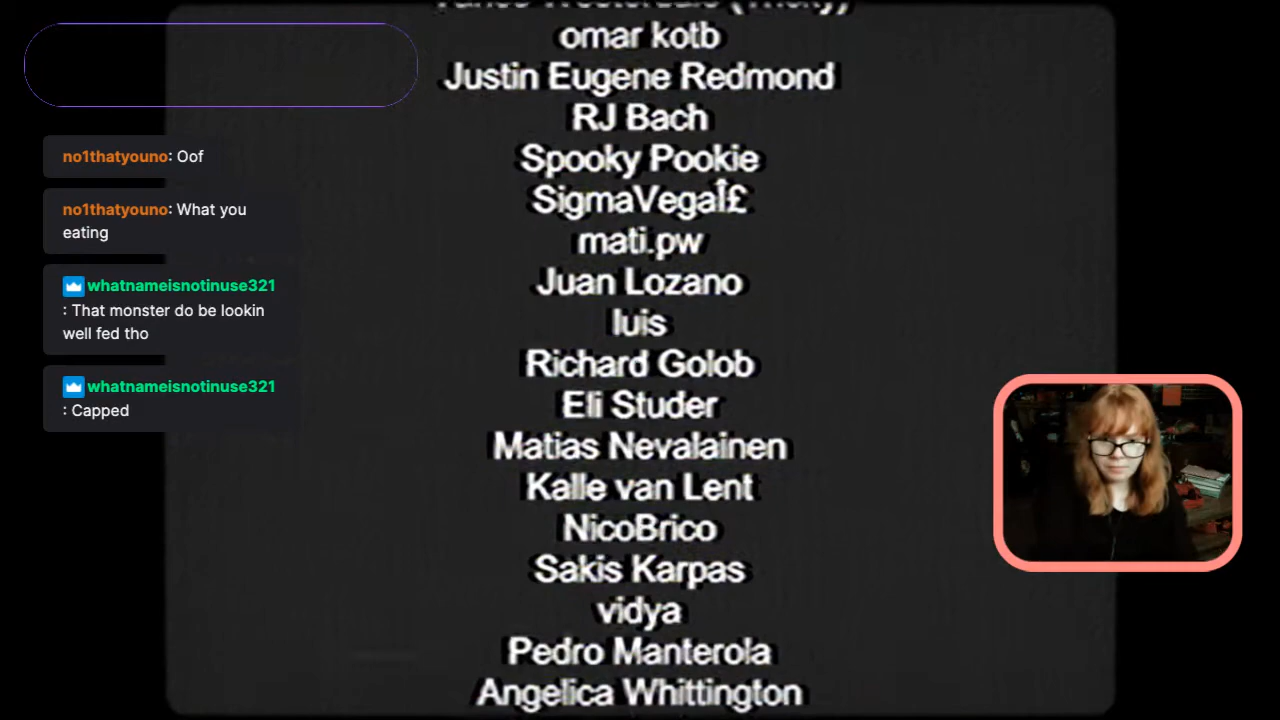 omar kotb
Justin Eugene Redmond
RJ Bach
Spooky Pookie
SigmaVegaÎ£
mati.pw
Juan Lozano
luis
Richard Golob
Eli Studer
Matias Nevalainen
Kalle van Lent
NicoBrico
Sakis Karpas
vidya
Pedro Manterola
Angelica Whittington
no1thatyouno: Oof
no1thatyouno: What you
eating
whatnameisnotinuse321
: That monster do be lookin
well fed tho
whatnameisnotinuse321
: Capped